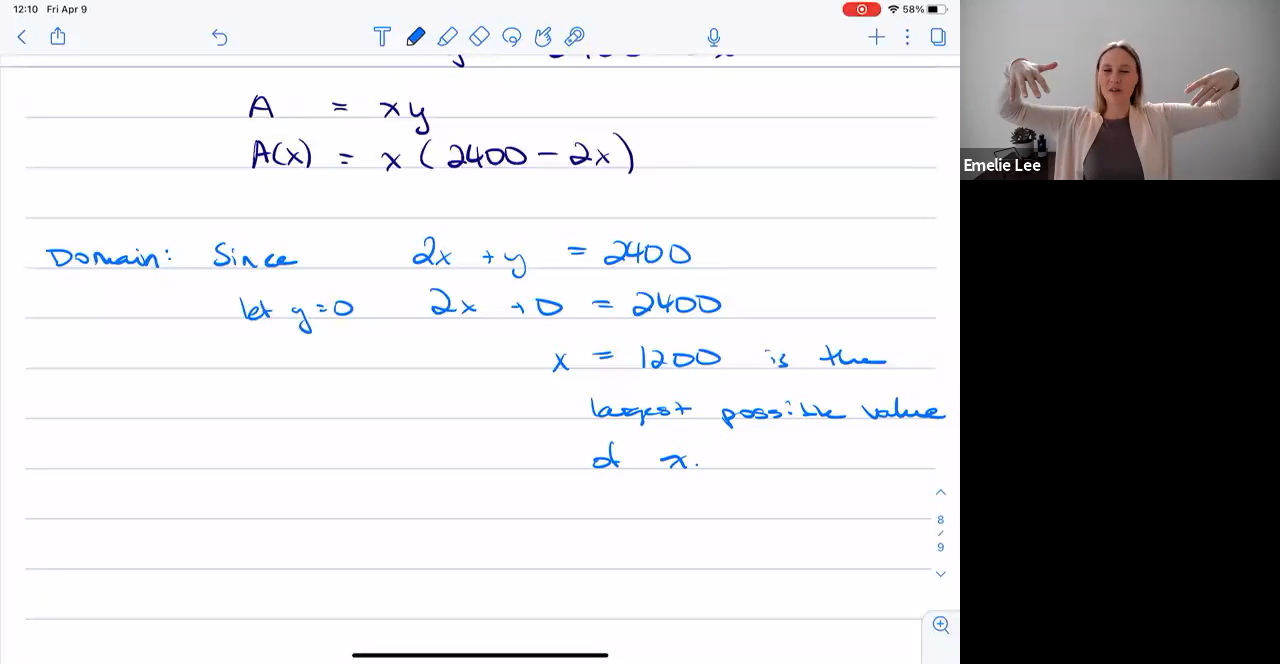 12:10 Fri Apr 9
58%
A = xy
A(x) = x ( 2400 - 2x )
Emelie Lee
Domain: Since 2x + y = 2400
let y = 0 2x + 0 = 2400
x = 1200 is the
largest possible value
of x.
8
/
9